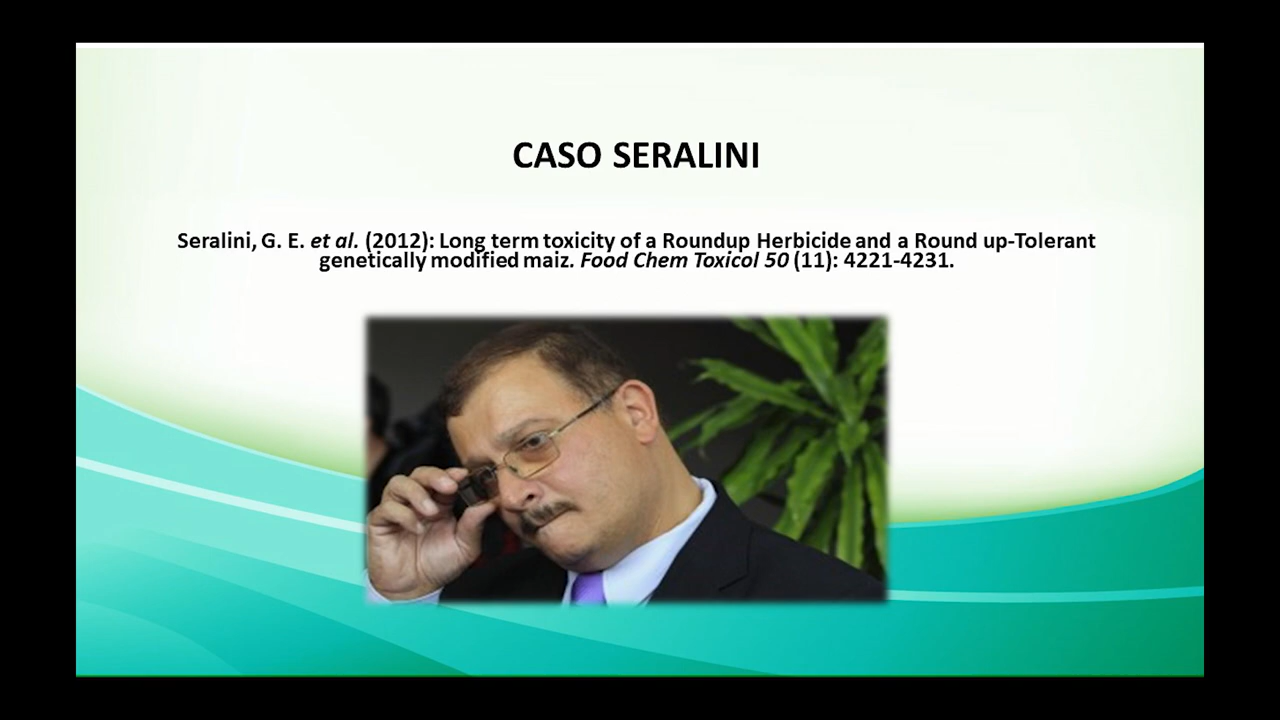 CASO SERALINI
Seralini, G. E. et al. (2012): Long term toxicity of a Roundup Herbicide and a Round up-Tolerant
genetically modified maiz. Food Chem Toxicol 50 (11): 4221-4231.